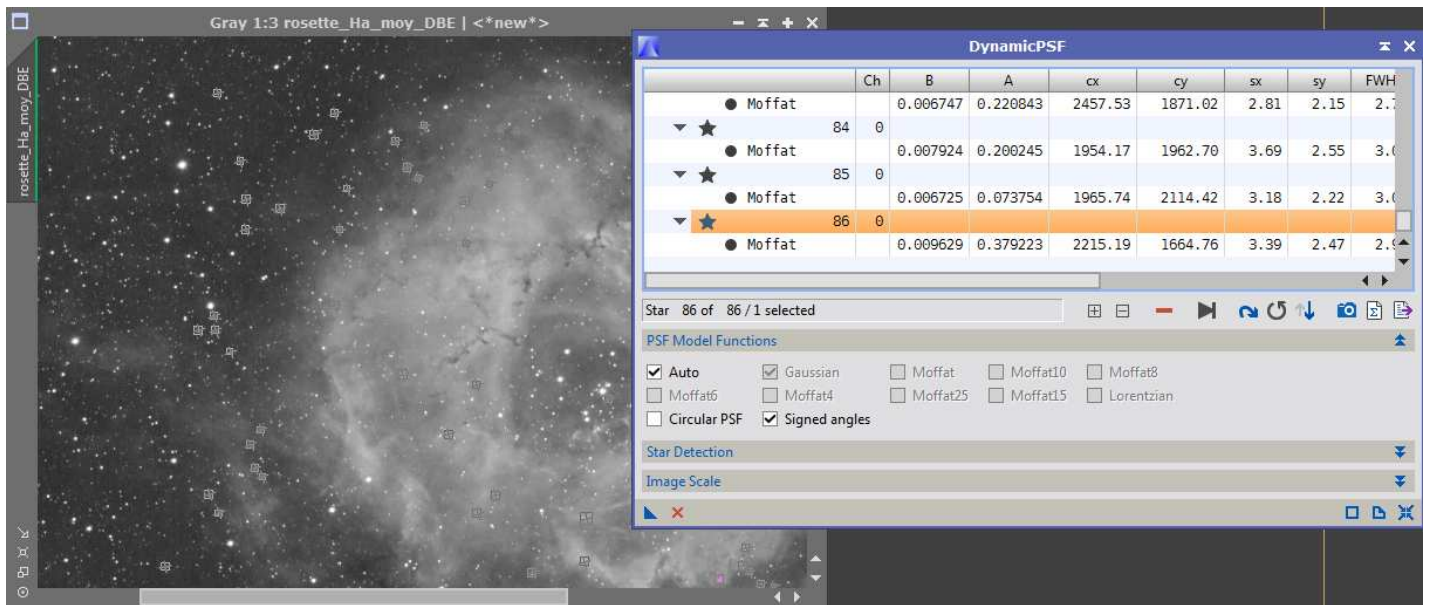 Gray 1:3 rosette_Ha_moy_DBE | <*new*>
rosette_Ha_moy_DBE
DynamicPSF
Ch B A cx cy sx sy FWH
Moffat 0.006747 0.220843 2457.53 1871.02 2.81 2.15
84 0
Moffat 0.007924 0.200245 1954.17 1962.70 3.69 2.55
85 0
Moffat 0.006725 0.073754 1965.74 2114.42 3.18 2.22
86 0
Moffat 0.009629 0.379223 2215.19 1664.76 3.39 2.47
Star 86 of 86 / 1 selected
PSF Model Functions
Auto Gaussian Moffat Moffat10 Moffat8
Moffat6 Moffat4 Moffat25 Moffat15 Lorentzian
Circular PSF Signed angles
Star Detection
Image Scale